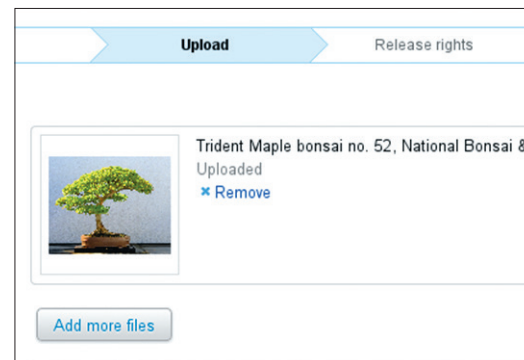 Upload
Release rights
Trident Maple bonsai no. 52, National Bonsai &
Uploaded
Remove
Add more files